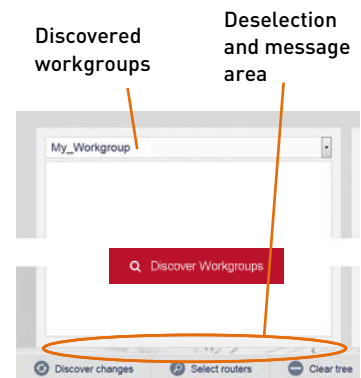 Discovered
workgroups
Deselection
and message
area
My_Workgroup
Discover Workgroups
Discover changes
Select routers
Clear tree